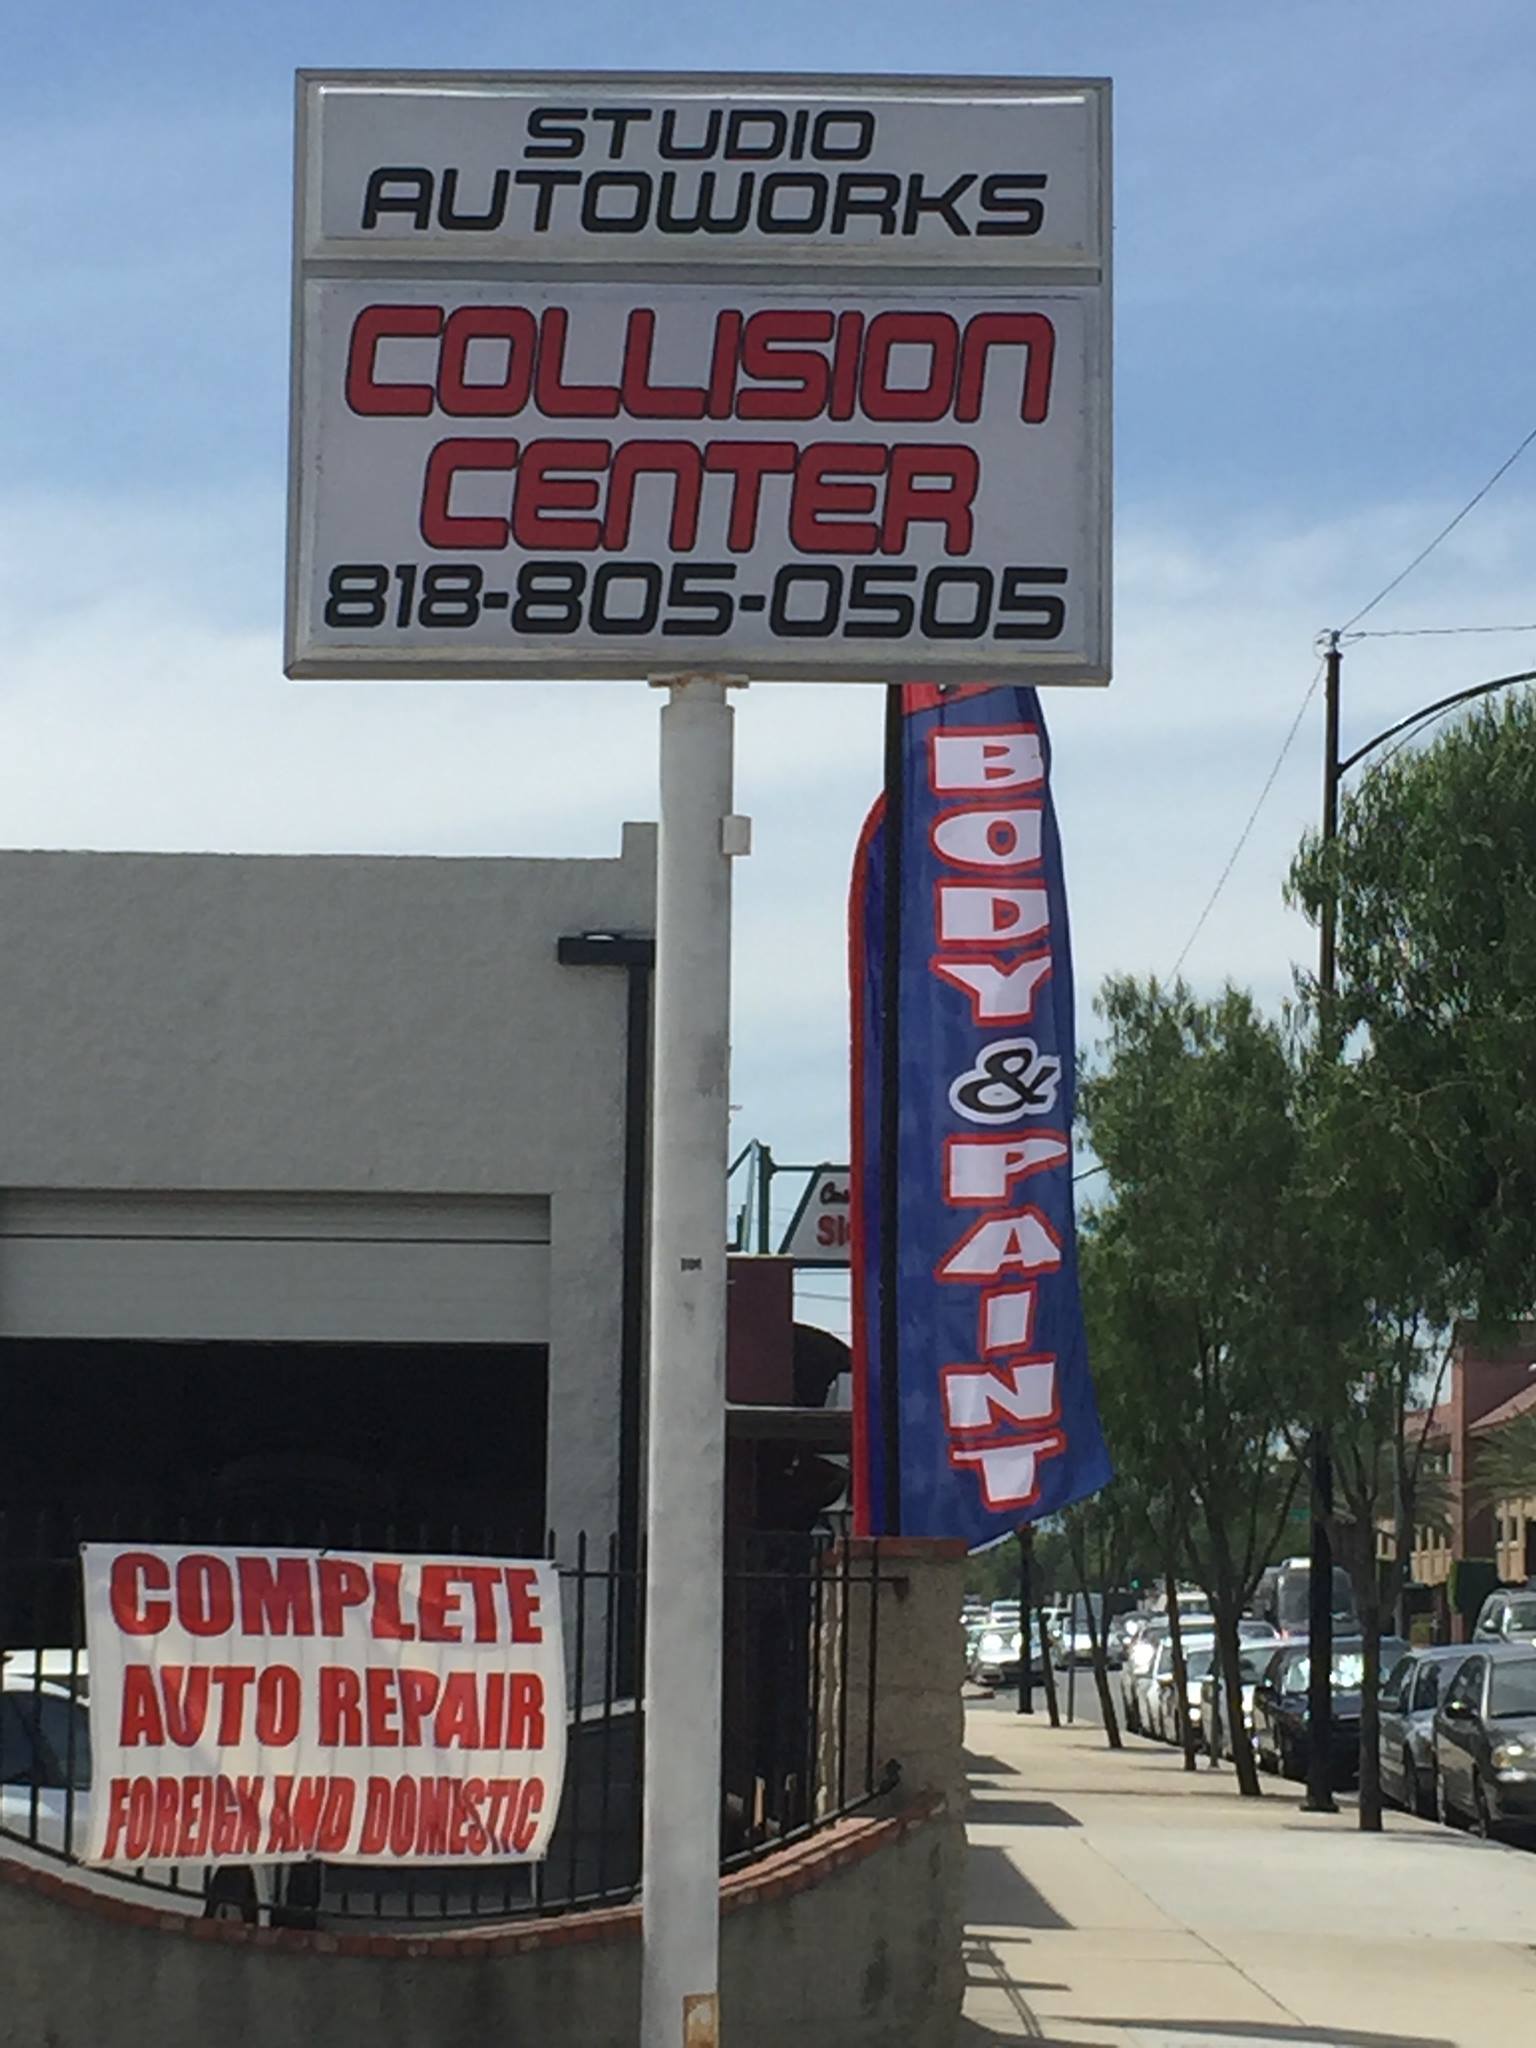 STUDIO
AUTOWORKS
COLLISION
CENTER
818-805-0505
BODY & PAINT
COMPLETE
AUTO REPAIR
FOREIGN AND DOMESTIC